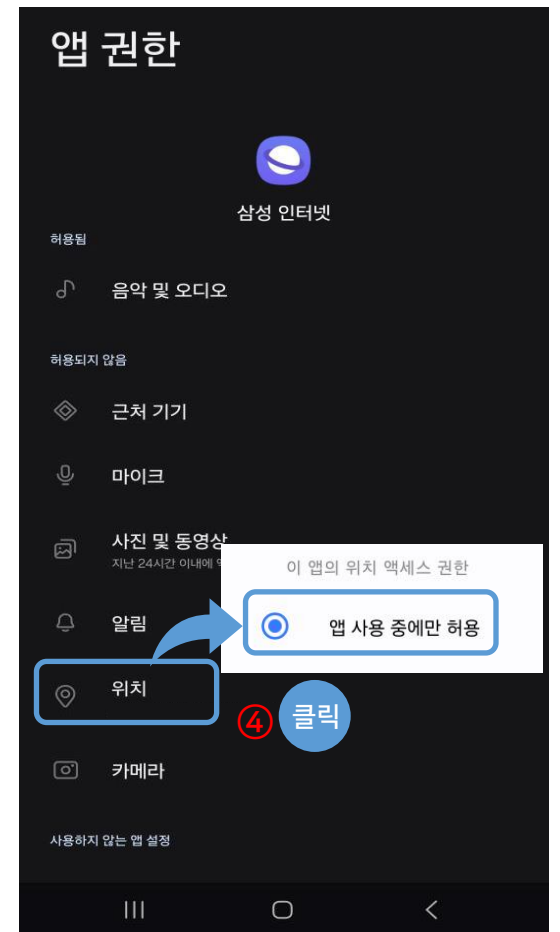 앱 권한
삼성 인터넷
허용됨
음악 및 오디오
허용되지 않음
근처 기기
마이크
사진 및 동영상
지난 24시간 이내에
이 앱의 위치 액세스 권한
알림
앱 사용 중에만 허용
위치
④ 클릭
카메라
사용하지 않는 앱 설정